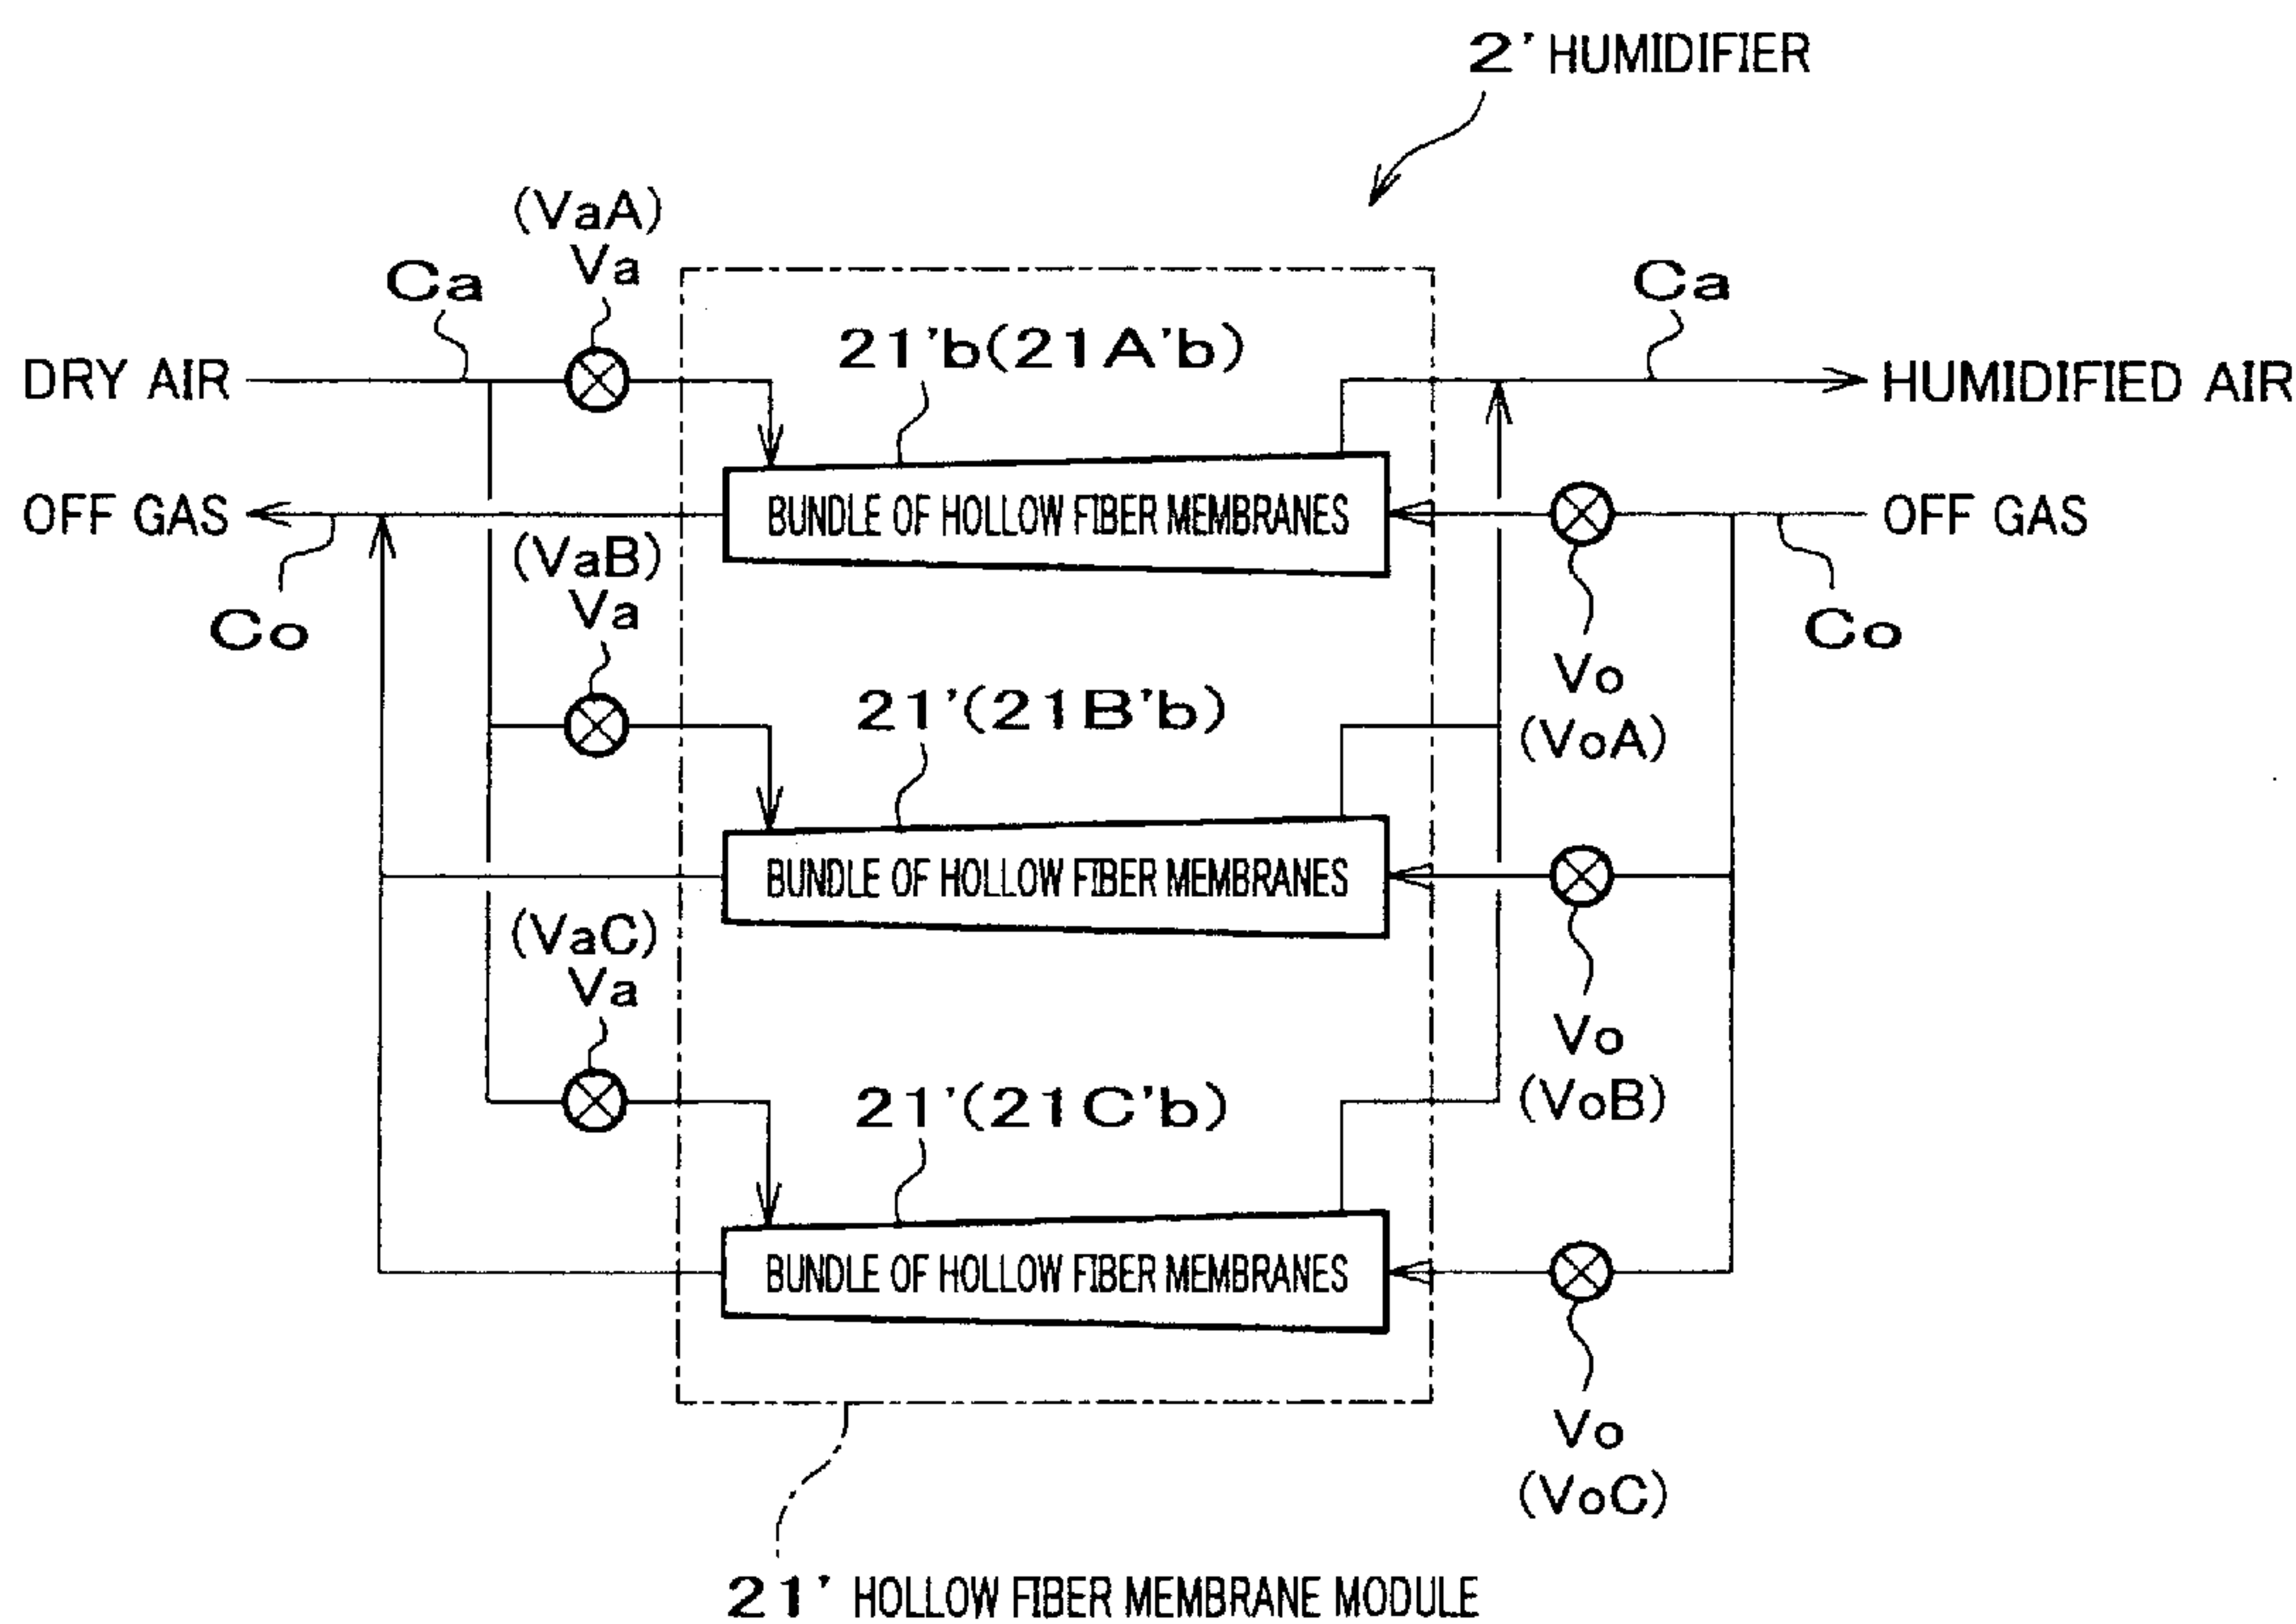 2' HUMIDIFIER
(VaA)
Va
Ca
Ca
21'b(21A'b)
DRY AIR
HUMIDIFIED AIR
OFF GAS
BUNDLE OF HOLLOW FIBER MEMBRANES
OFF GAS
(VaB)
Va
Co
Co
Vo
(VoA)
21'(21B'b)
BUNDLE OF HOLLOW FIBER MEMBRANES
(VaC)
Va
Vo
(VoB)
21'(21C'b)
BUNDLE OF HOLLOW FIBER MEMBRANES
Vo
(VoC)
21' HOLLOW FIBER MEMBRANE MODULE